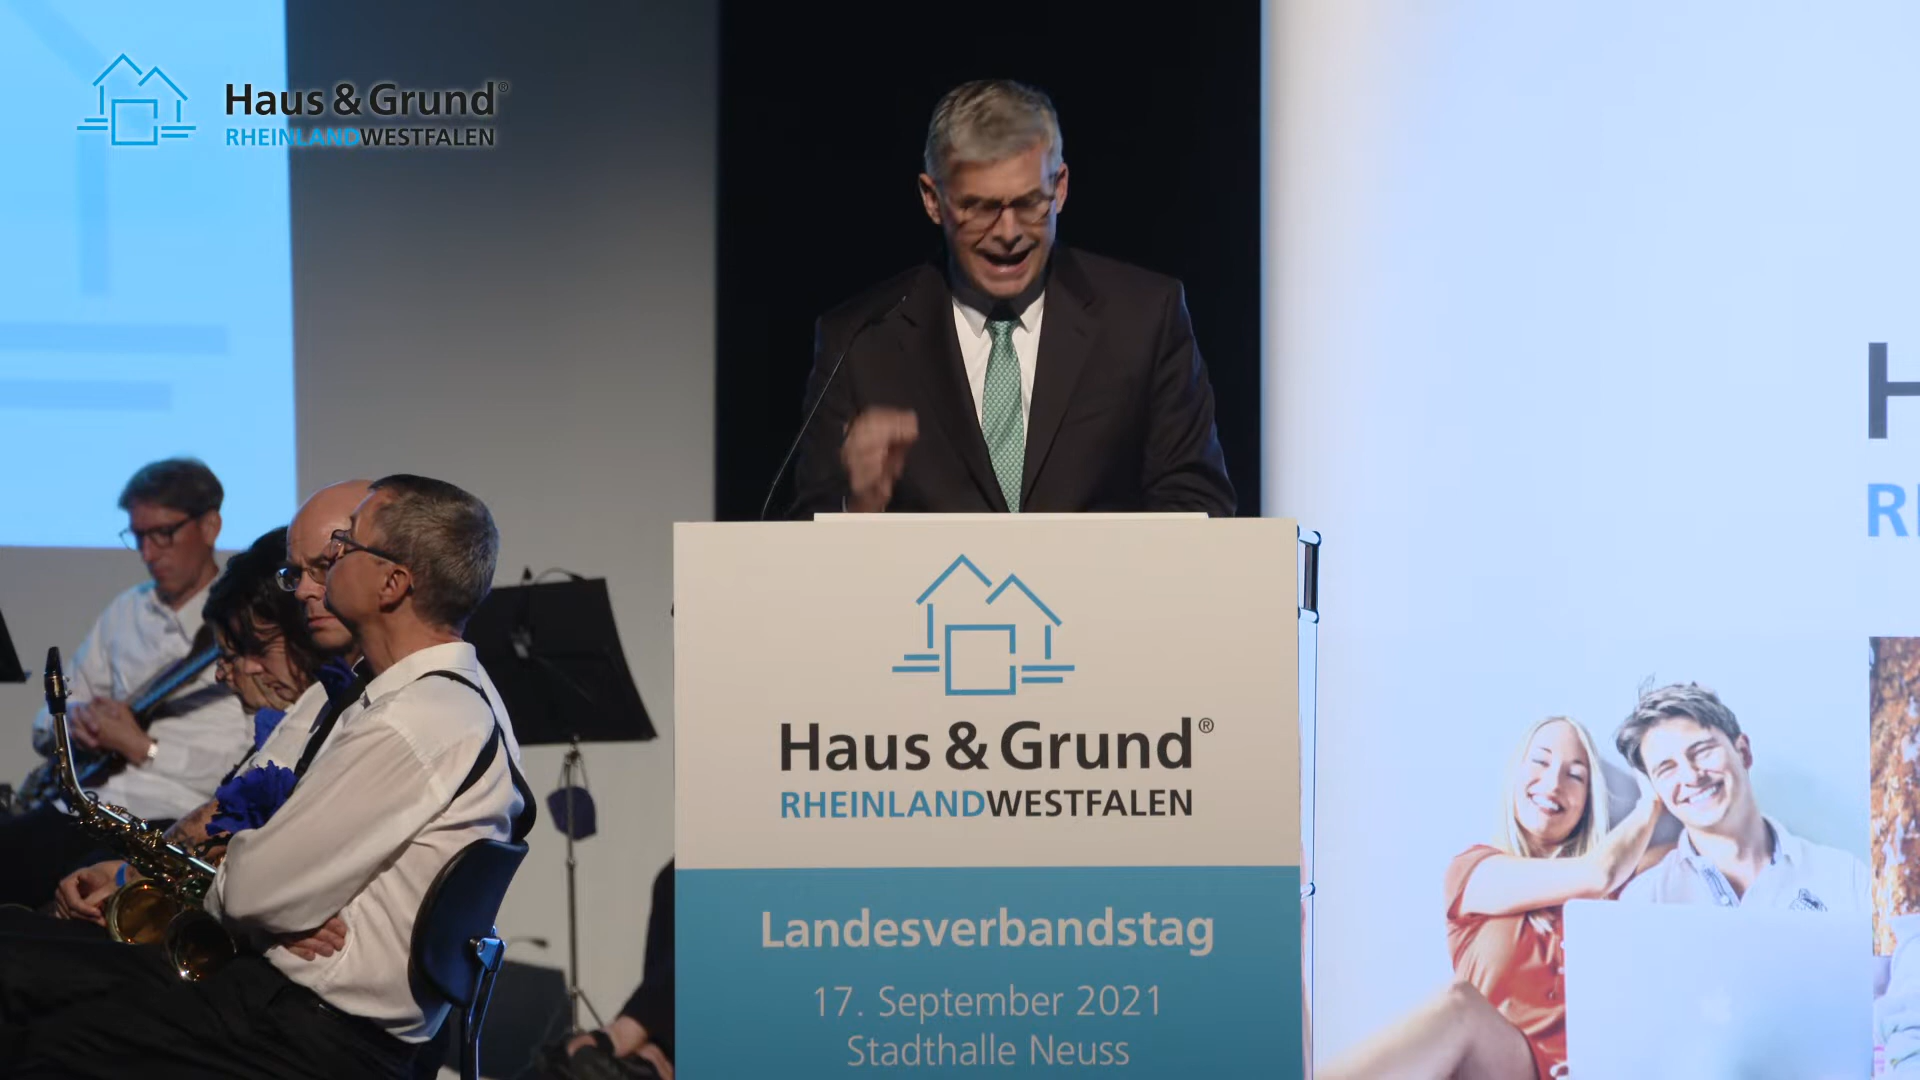 Haus & Grund®
RHEINLANDWESTFALEN
H
R
Haus & Grund®
RHEINLANDWESTFALEN
Landesverbandstag
17. September 2021
Stadthalle Neuss